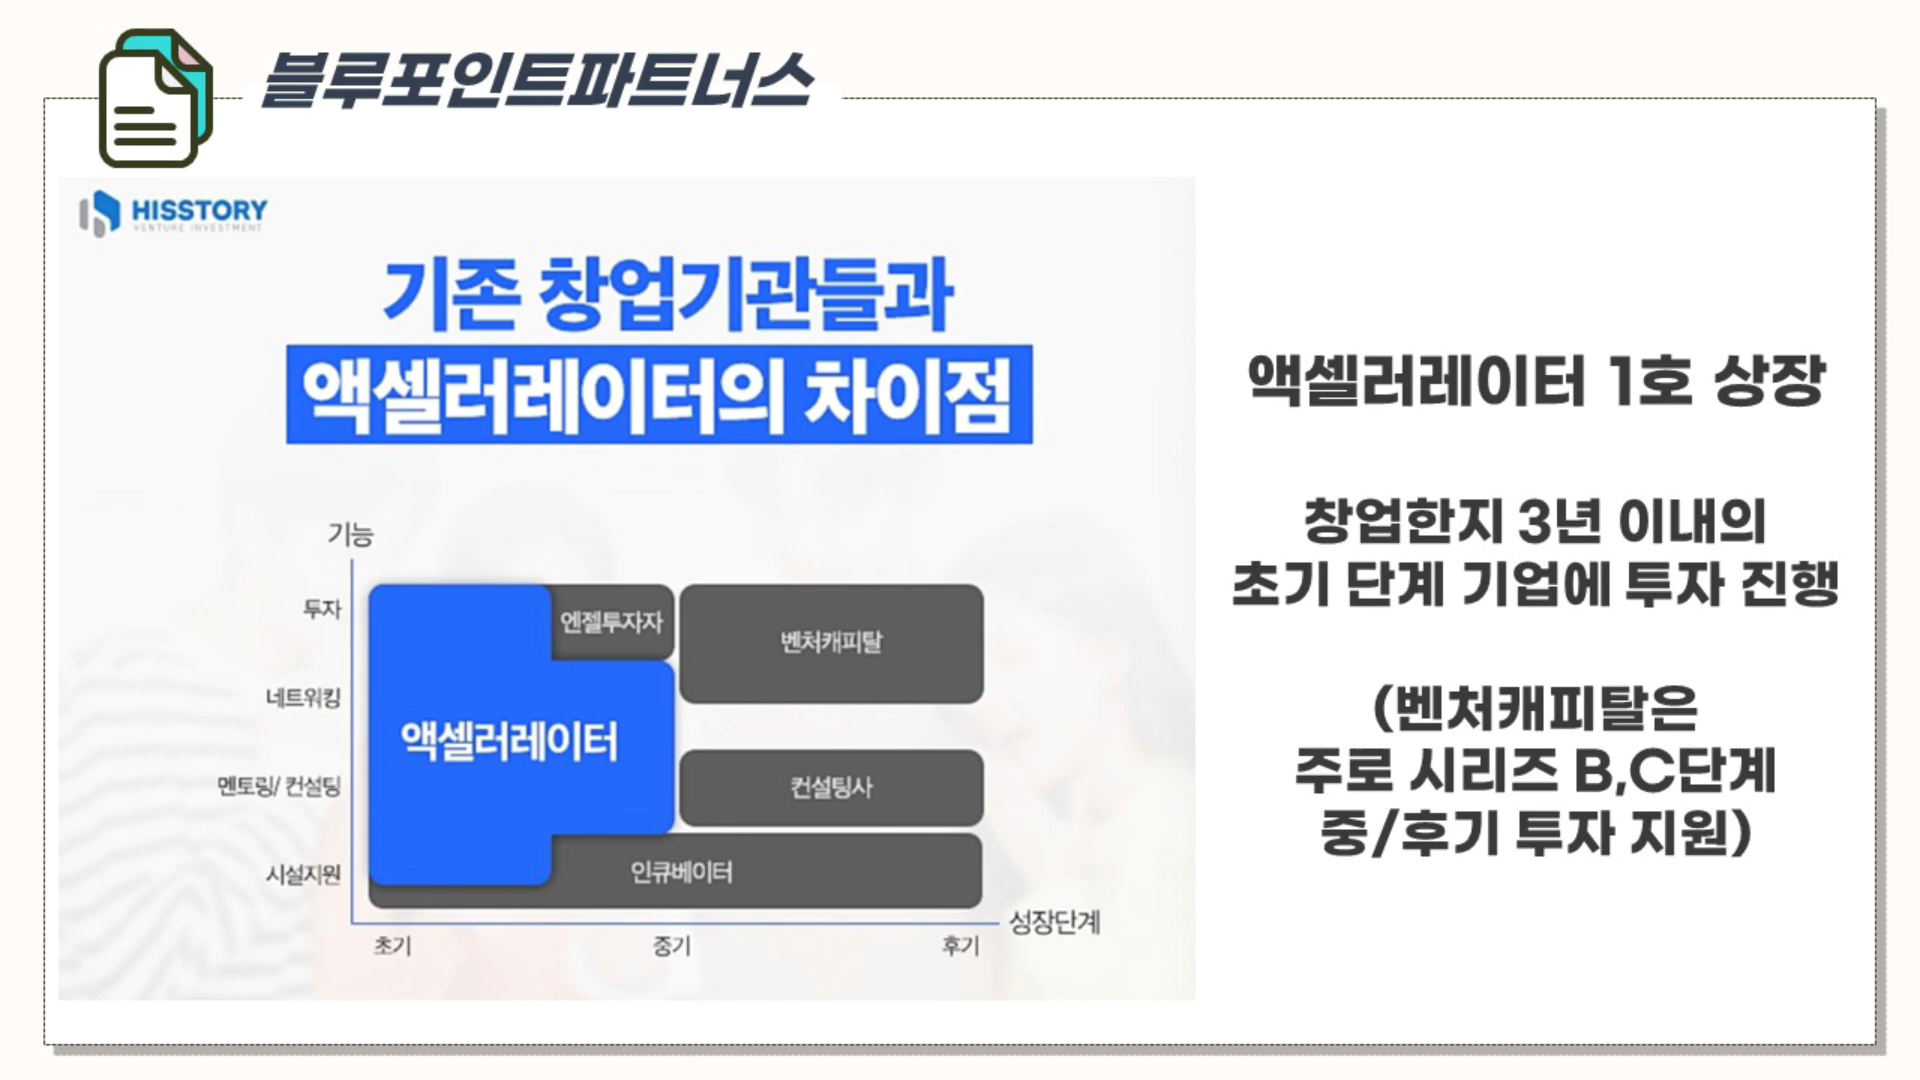 블루포인트파트너스
HISSTORY
VENTURE INVESTMENT
기존 창업기관들과
액셀러레이터의 차이점
기능
투자
네트워킹
멘토링/ 컨설팅
시설지원
엔젤투자자
벤처캐피탈
액셀러레이터
컨설팅사
인큐베이터
초기
중기
후기
성장단계
액셀러레이터 1호 상장
창업한지 3년 이내의
초기 단계 기업에 투자 진행
(벤처캐피탈은
주로 시리즈 B,C단계
중/후기 투자 지원)